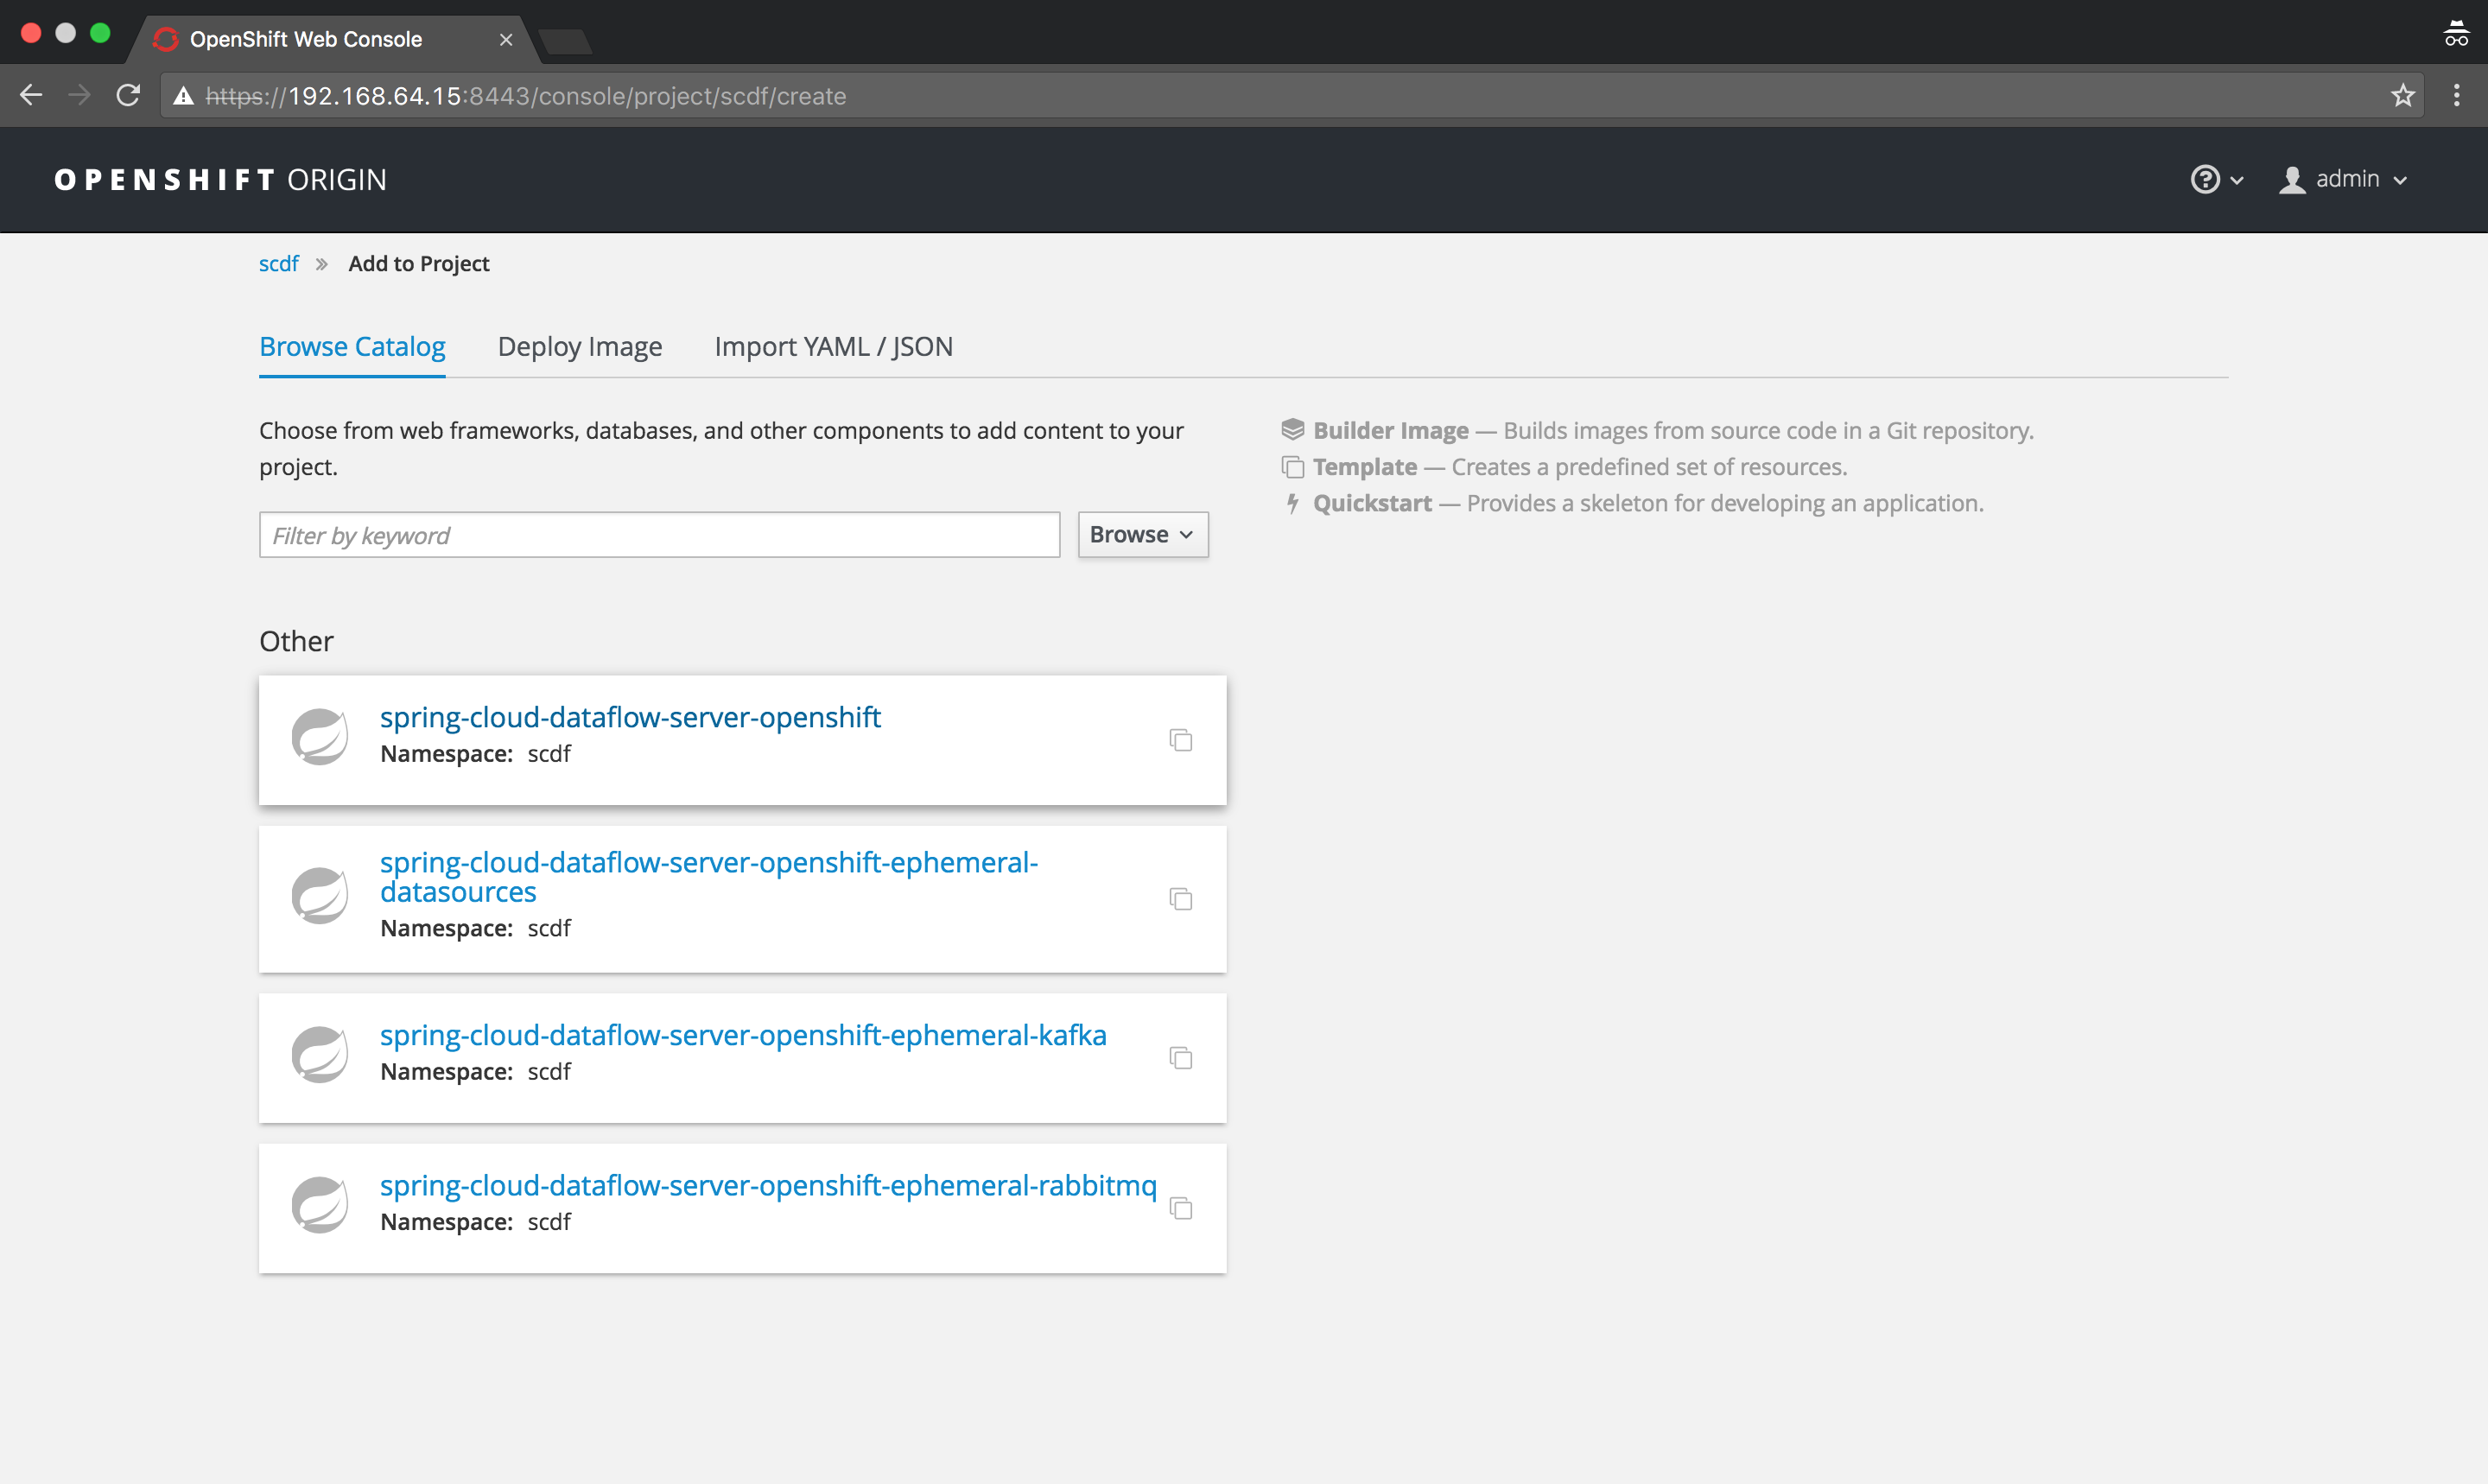 OpenShift Web Console
https://192.168.64.15:8443/console/project/scdf/create
OPENSHIFT ORIGIN
admin
scdf » Add to Project
Browse Catalog Deploy Image Import YAML / JSON
Choose from web frameworks, databases, and other components to add content to your
project.
Filter by keyword
Browse
Builder Image — Builds images from source code in a Git repository.
Template — Creates a predefined set of resources.
Quickstart — Provides a skeleton for developing an application.
Other
spring-cloud-dataflow-server-openshift
Namespace: scdf
spring-cloud-dataflow-server-openshift-ephemeral-
datasources
Namespace: scdf
spring-cloud-dataflow-server-openshift-ephemeral-kafka
Namespace: scdf
spring-cloud-dataflow-server-openshift-ephemeral-rabbitmq
Namespace: scdf